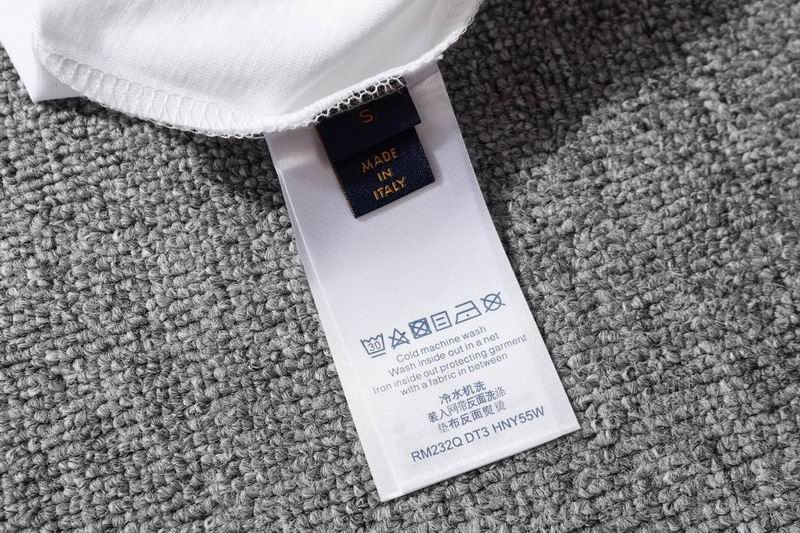 S
MADE
IN
ITALY
30
Cold machine wash
Wash inside out in a net
Iron inside out protecting garment
with a fabric in between
冷水机洗
装入网带反面洗涤
垫布反面熨烫
RM232Q DT3 HNY55W